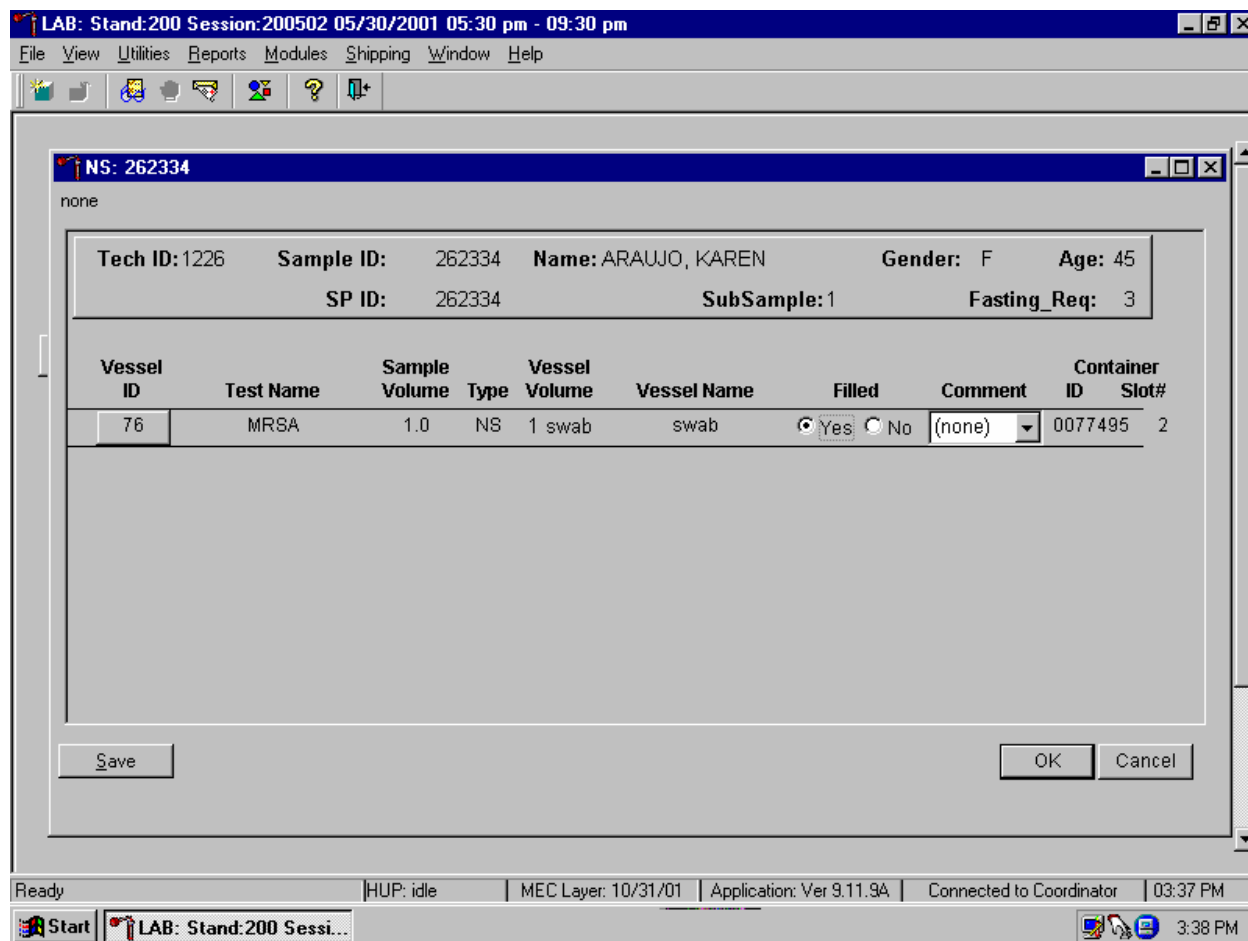 LAB: Stand:200 Session:200502 05/30/2001 05:30 pm - 09:30 pm
File View Utilities Reports Modules Shipping Window Help
NS: 262334
none
Tech ID: 1226 Sample ID: 262334 Name: ARAUJO, KAREN Gender: F Age: 45
SP ID: 262334 SubSample: 1 Fasting_Req: 3
Vessel Sample Vessel Container
ID Test Name Volume Type Volume Vessel Name Filled Comment ID Slot#
76 MRSA 1.0 NS 1 swab swab Yes No (none) 0077495 2
Save OK Cancel
Ready HUP: idle MEC Layer: 10/31/01 Application: Ver 9.11.9A Connected to Coordinator 03:37 PM
Start LAB: Stand:200 Sessi... 3:38 PM